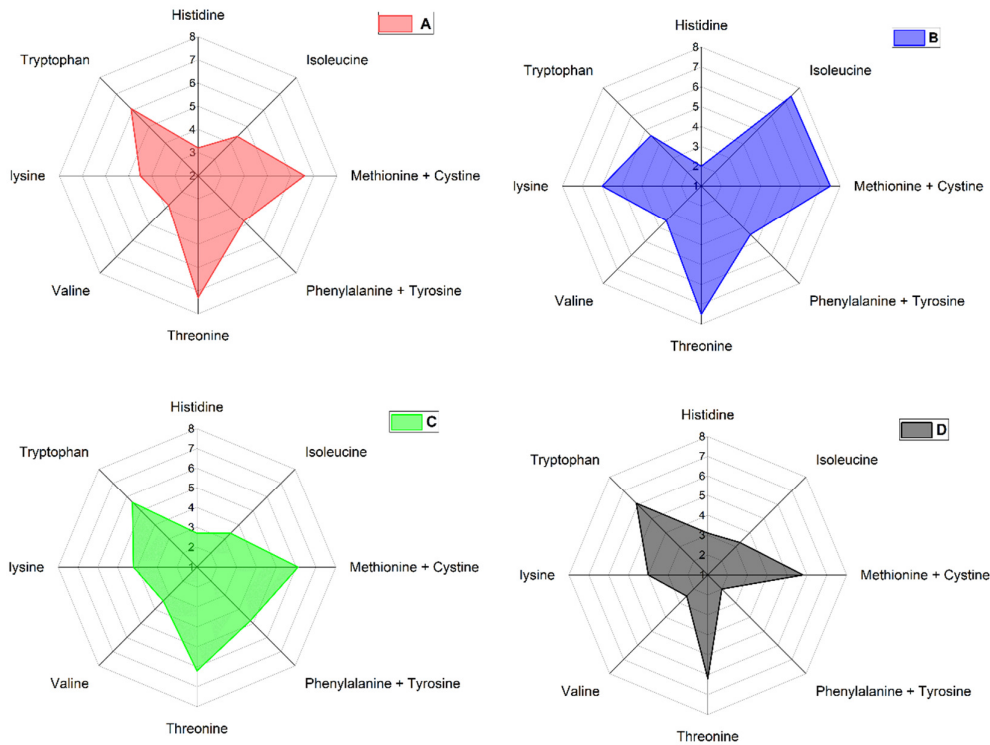 A
Histidine
8
7
6
5
4
3
2
Tryptophan
Isoleucine
lysine
Methionine + Cystine
Valine
Phenylalanine + Tyrosine
Threonine
B
Histidine
8
7
6
5
4
3
2
1
Tryptophan
Isoleucine
lysine
Methionine + Cystine
Valine
Phenylalanine + Tyrosine
Threonine
C
Histidine
8
7
6
5
4
3
2
1
Tryptophan
Isoleucine
lysine
Methionine + Cystine
Valine
Phenylalanine + Tyrosine
Threonine
D
Histidine
8
7
6
5
4
3
2
1
Tryptophan
Isoleucine
lysine
Methionine + Cystine
Valine
Phenylalanine + Tyrosine
Threonine